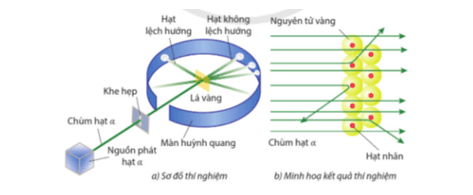 Hạt
lệch hướng
Hạt không
lệch hướng
Khe hẹp
Lá vàng
Chùm hạt α
Nguồn phát
hạt α
Màn huỳnh quang
a) Sơ đồ thí nghiệm
Nguyên tử vàng
Chùm hạt α
Hạt nhân
b) Minh hoạ kết quả thí nghiệm